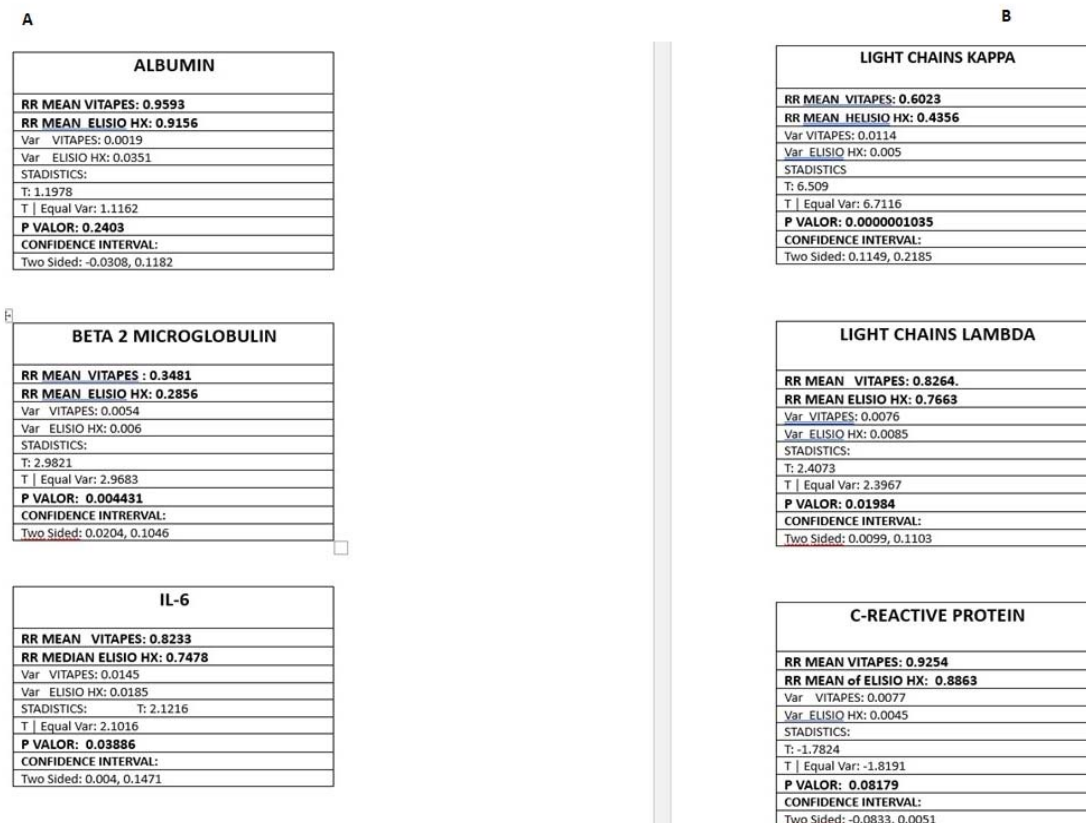 A
ALBUMIN
RR MEAN VITAPES: 0.9593
RR MEAN ELISIO HX: 0.9156
Var VITAPES: 0.0019
Var ELISIO HX: 0.0351
STADISTICS:
T: 1.1978
T | Equal Var: 1.1162
P VALOR: 0.2403
CONFIDENCE INTERVAL:
Two Sided: -0.0308, 0.1182
BETA 2 MICROGLOBULIN
RR MEAN VITAPES : 0.3481
RR MEAN ELISIO HX: 0.2856
Var VITAPES: 0.0054
Var ELISIO HX: 0.006
STADISTICS:
T: 2.9821
T | Equal Var: 2.9683
P VALOR: 0.004431
CONFIDENCE INTRERVAL:
Two Sided: 0.0204, 0.1046
IL-6
RR MEAN VITAPES: 0.8233
RR MEDIAN ELISIO HX: 0.7478
Var VITAPES: 0.0145
Var ELISIO HX: 0.0185
STADISTICS: T: 2.1216
T | Equal Var: 2.1016
P VALOR: 0.03886
CONFIDENCE INTERVAL:
Two Sided: 0.004, 0.1471
B
LIGHT CHAINS KAPPA
RR MEAN VITAPES: 0.6023
RR MEAN HELISIO HX: 0.4356
Var VITAPES: 0.0114
Var ELISIO HX: 0.005
STADISTICS
T: 6.509
T | Equal Var: 6.7116
P VALOR: 0.0000001035
CONFIDENCE INTERVAL:
Two Sided: 0.1149, 0.2185
LIGHT CHAINS LAMBDA
RR MEAN VITAPES: 0.8264.
RR MEAN ELISIO HX: 0.7663
Var VITAPES: 0.0076
Var ELISIO HX: 0.0085
STADISTICS:
T: 2.4073
T | Equal Var: 2.3967
P VALOR: 0.01984
CONFIDENCE INTERVAL:
Two Sided: 0.0099, 0.1103
C-REACTIVE PROTEIN
RR MEAN VITAPES: 0.9254
RR MEAN of ELISIO HX: 0.8863
Var VITAPES: 0.0077
Var ELISIO HX: 0.0045
STADISTICS:
T: -1.7824
T | Equal Var: -1.8191
P VALOR: 0.08179
CONFIDENCE INTERVAL:
Two Sided: -0.0833, 0.0051